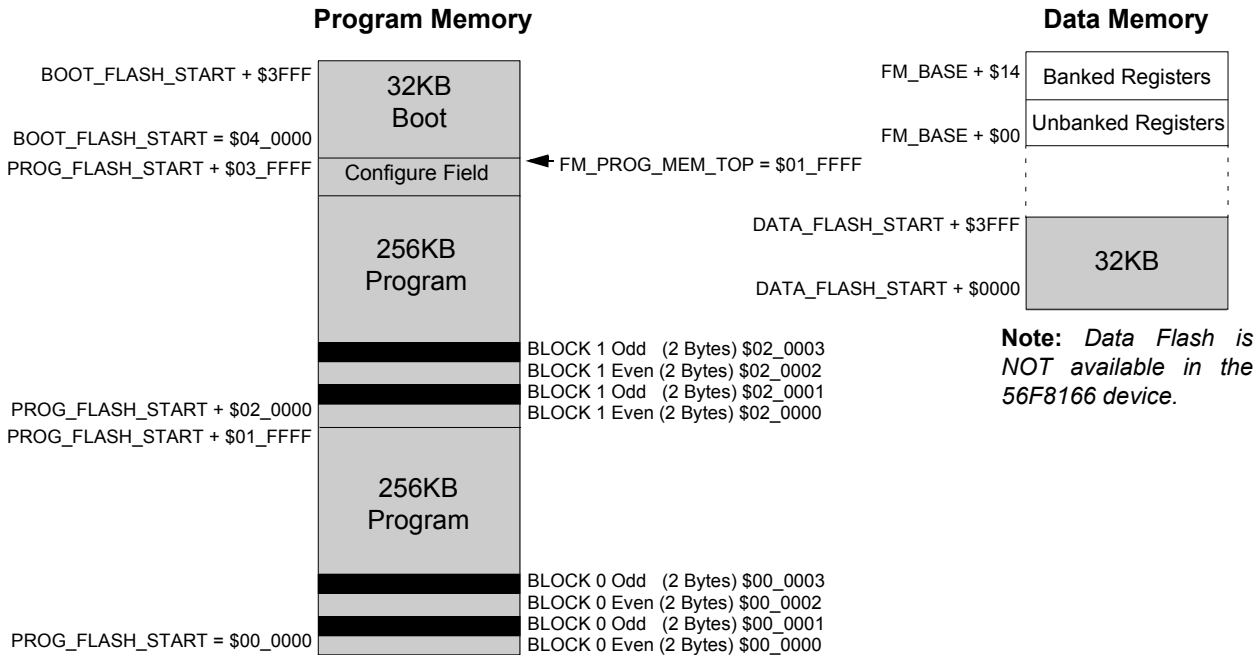 Program Memory
Data Memory
BOOT_FLASH_START + $3FFF
32KB
Boot
BOOT_FLASH_START = $04_0000
PROG_FLASH_START + $03_FFFF
Configure Field
FM_PROG_MEM_TOP = $01_FFFF
256KB
Program
BLOCK 1 Odd (2 Bytes) $02_0003
BLOCK 1 Even (2 Bytes) $02_0002
BLOCK 1 Odd (2 Bytes) $02_0001
BLOCK 1 Even (2 Bytes) $02_0000
PROG_FLASH_START + $02_0000
PROG_FLASH_START + $01_FFFF
256KB
Program
BLOCK 0 Odd (2 Bytes) $00_0003
BLOCK 0 Even (2 Bytes) $00_0002
BLOCK 0 Odd (2 Bytes) $00_0001
BLOCK 0 Even (2 Bytes) $00_0000
PROG_FLASH_START = $00_0000
FM_BASE + $14
Banked Registers
Unbanked Registers
FM_BASE + $00
DATA_FLASH_START + $3FFF
32KB
DATA_FLASH_START + $0000
Note: Data Flash is
NOT available in the
56F8166 device.